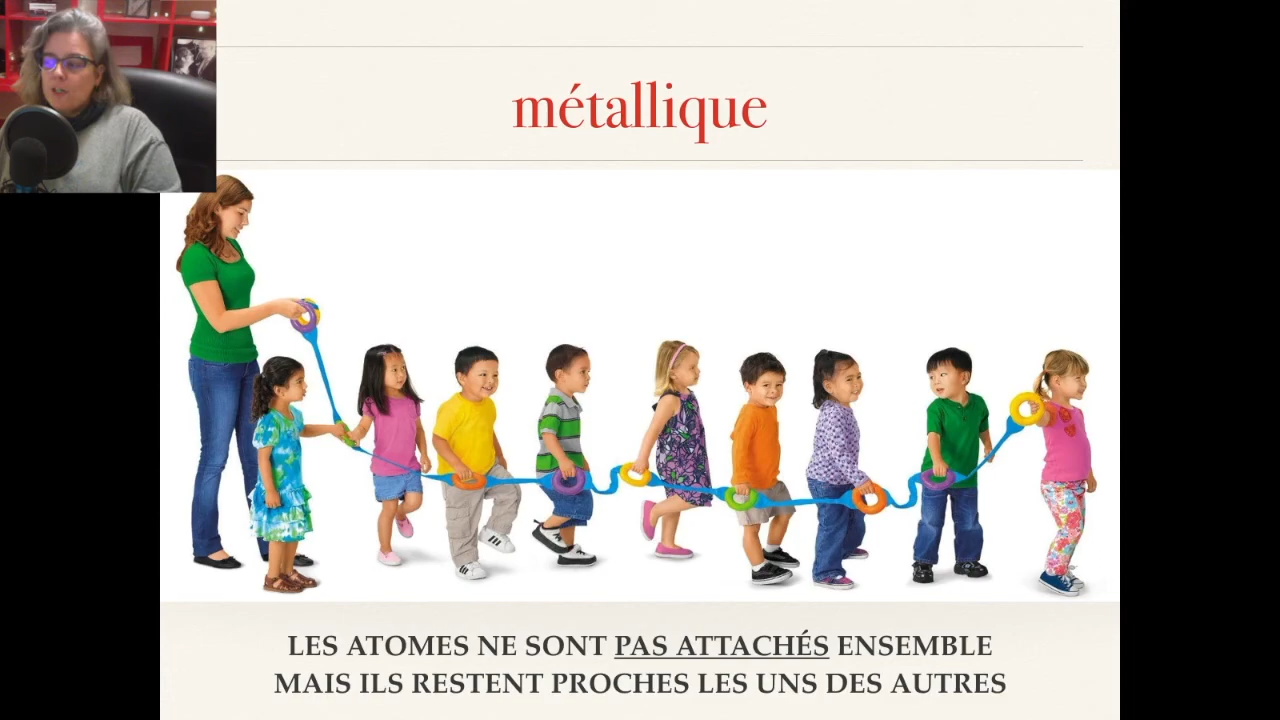 métallique
LES ATOMES NE SONT PAS ATTACHÉS ENSEMBLE
MAIS ILS RESTENT PROCHES LES UNS DES AUTRES